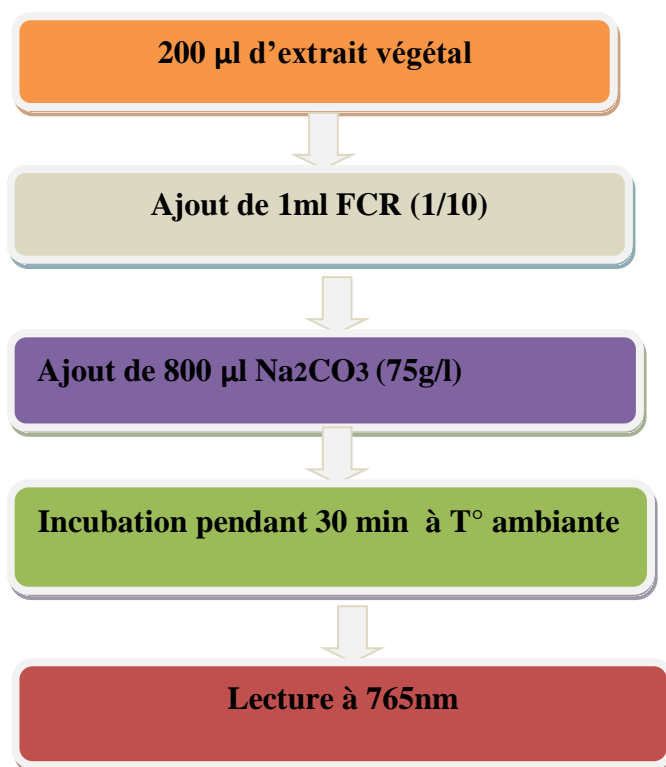 200 µl d’extrait végétal
Ajout de 1ml FCR (1/10)
Ajout de 800 µl Na2CO3 (75g/l)
Incubation pendant 30 min à T° ambiante
Lecture à 765nm